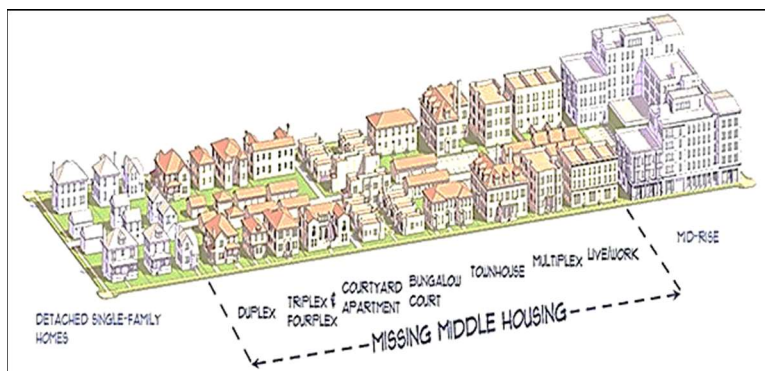 DETACHED SINGLE-FAMILY
HOMES
DUPLEX
TRIPLEX &
FOURPLEX
COURTYARD
APARTMENT
BUNGALOW
COURT
TOWNHOUSE
MULTIPLEX
LIVE/WORK
MID-RISE
MISSING MIDDLE HOUSING